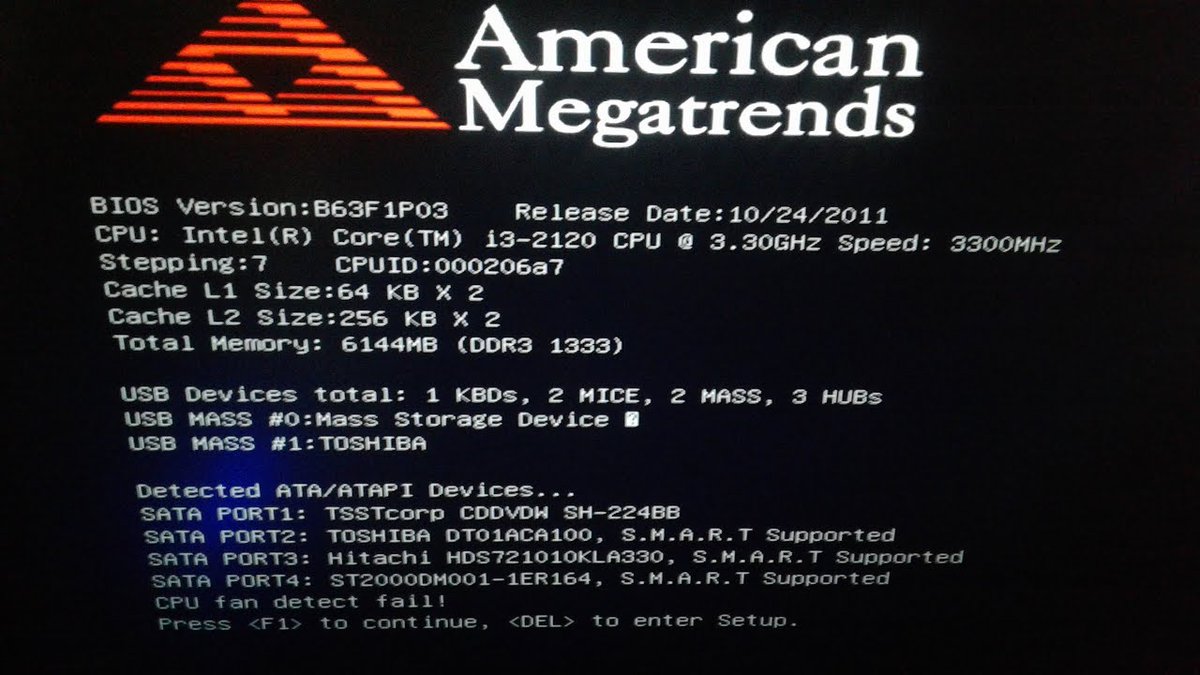 American
Megatrends
BIOS Version:B63F1P03 Release Date:10/24/2011
CPU: Intel(R) Core(TM) i3-2120 CPU @ 3.30GHz Speed: 3300MHz
Stepping:7 CPUID:000206a7
Cache L1 Size:64 KB X 2
Cache L2 Size:256 KB X 2
Total Memory: 6144MB (DDR3 1333)
USB Devices total: 1 KBDs, 2 MICE, 2 MASS, 3 HUBs
USB MASS #0:Mass Storage Device
USB MASS #1:TOSHIBA
Detected ATA/ATAPI Devices...
SATA PORT1: TSSTcorp CDDVDW SH-224BB
SATA PORT2: TOSHIBA DT01ACA100, S.M.A.R.T Supported
SATA PORT3: Hitachi HDS721010KLA330, S.M.A.R.T Supported
SATA PORT4: ST2000DM001-1ER164, S.M.A.R.T Supported
CPU fan detect fail!
Press <F1> to continue, <DEL> to enter Setup.